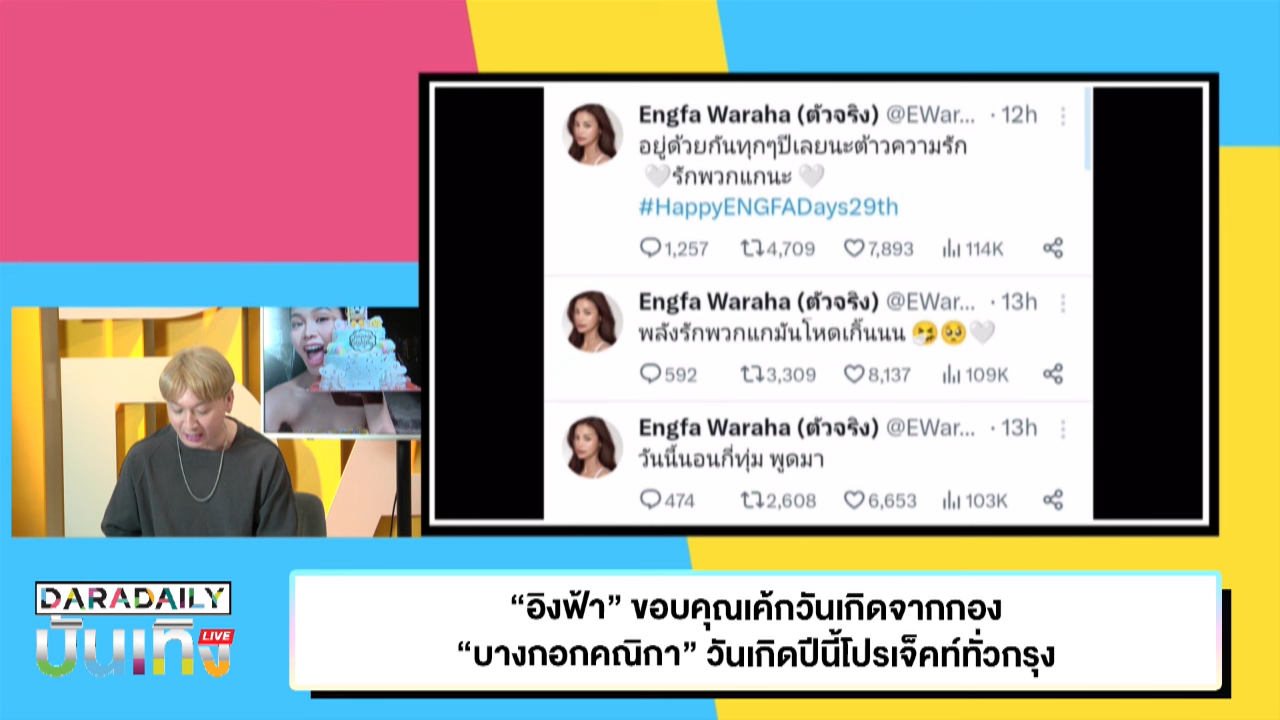 Engfa Waraha (ตัวจริง) @EWar... · 12h
อยู่ด้วยกันทุกๆปีเลยนะต้าวความรัก
🤍รักพวกแกนะ 🤍
#HappyENGFADays29th
1,257 4,709 7,893 114K
Engfa Waraha (ตัวจริง) @EWar... · 13h
พลังรักพวกแกมันโหดเกิ้นนน 🤧🥺🤍
592 3,309 8,137 109K
Engfa Waraha (ตัวจริง) @EWar... · 13h
วันนี้นอนกี่ทุ่ม พูดมา
474 2,608 6,653 103K
DARADAILY
บันเทิง LIVE
“อิงฟ้า” ขอบคุณเค้กวันเกิดจากกอง
“บางกอกคณิกา” วันเกิดปีนี้โปรเจ็คท์ทั่วกรุง